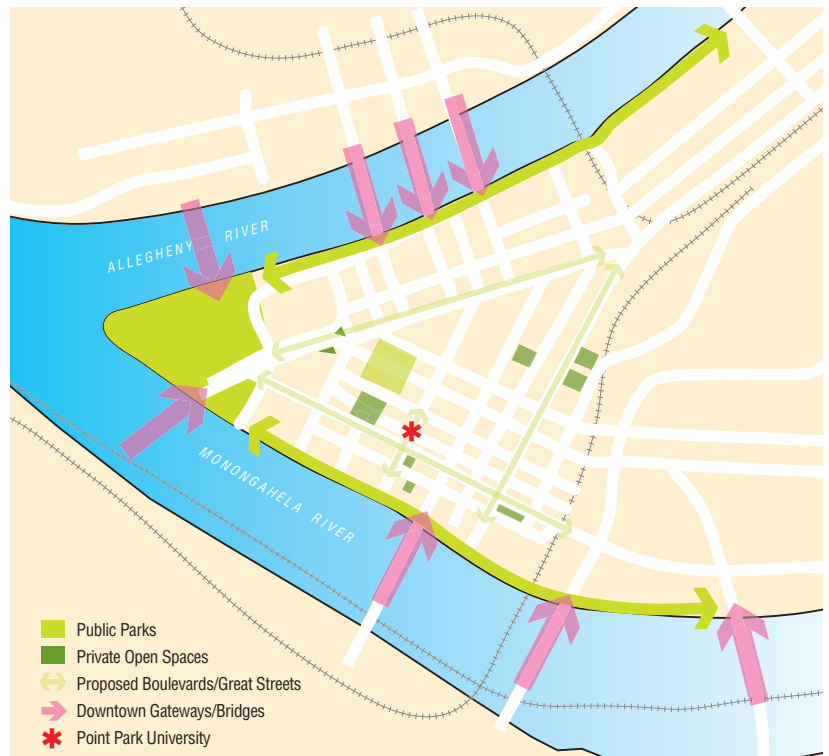 ALLEGHENY RIVER
MONONGAHELA RIVER
Public Parks
Private Open Spaces
Proposed Boulevards/Great Streets
Downtown Gateways/Bridges
Point Park University